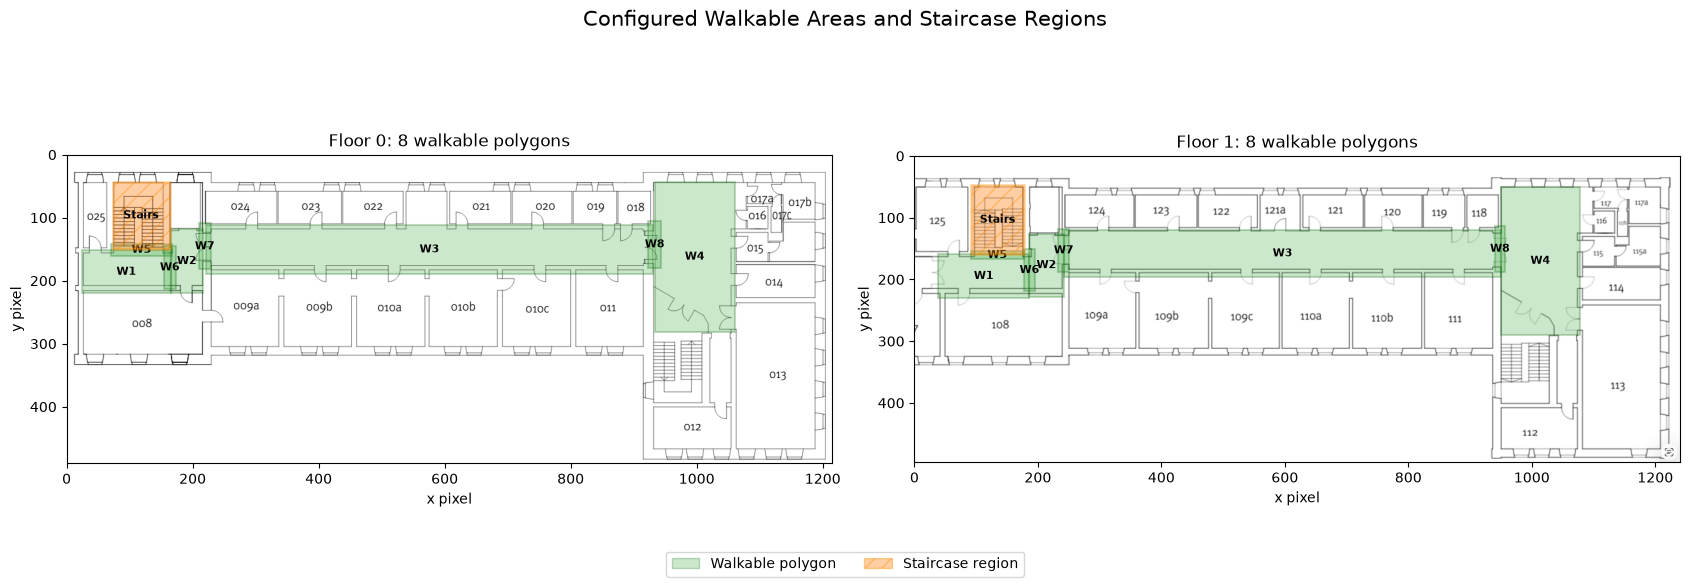 Configured Walkable Areas and Staircase Regions
Floor 0: 8 walkable polygons
0
100
200
300
400
y pixel
0 200 400 600 800 1000 1200
x pixel
025
Stairs
024 023 022 021 020 019 018
017a 017b
016 017c
015
014
013
012
W5
W1
W6
W2
W7
W3
W8
W4
008
009a 009b 010a 010b 010c 011
Floor 1: 8 walkable polygons
0
100
200
300
400
y pixel
0 200 400 600 800 1000 1200
x pixel
125
Stairs
124 123 122 121a 121 120 119 118
117 117a
116
115 115a
114
113
112
W5
W1
W6
W2
W7
W3
W8
W4
108
109a 109b 109c 110a 110b 111
Walkable polygon
Staircase region